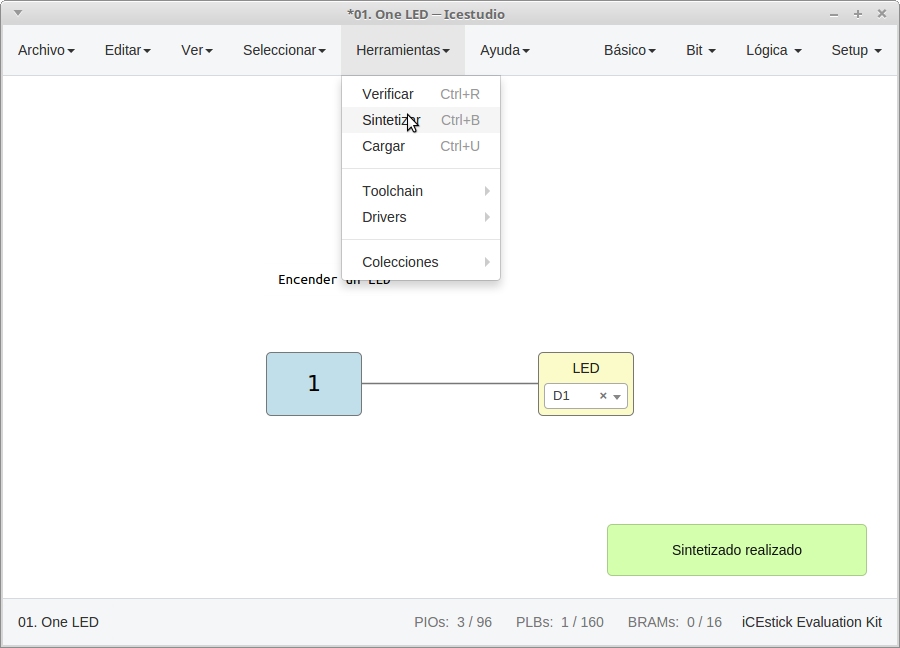 *01. One LED — Icestudio
Archivo Editar Ver Seleccionar Herramientas Ayuda Básico Bit Lógica Setup
Verificar Ctrl+R
Sintetizar Ctrl+B
Cargar Ctrl+U
Toolchain
Drivers
Colecciones
Encender un LED
1
LED
D1 ×
Sintetizado realizado
01. One LED PIOs: 3 / 96 PLBs: 1 / 160 BRAMs: 0 / 16 iCEstick Evaluation Kit